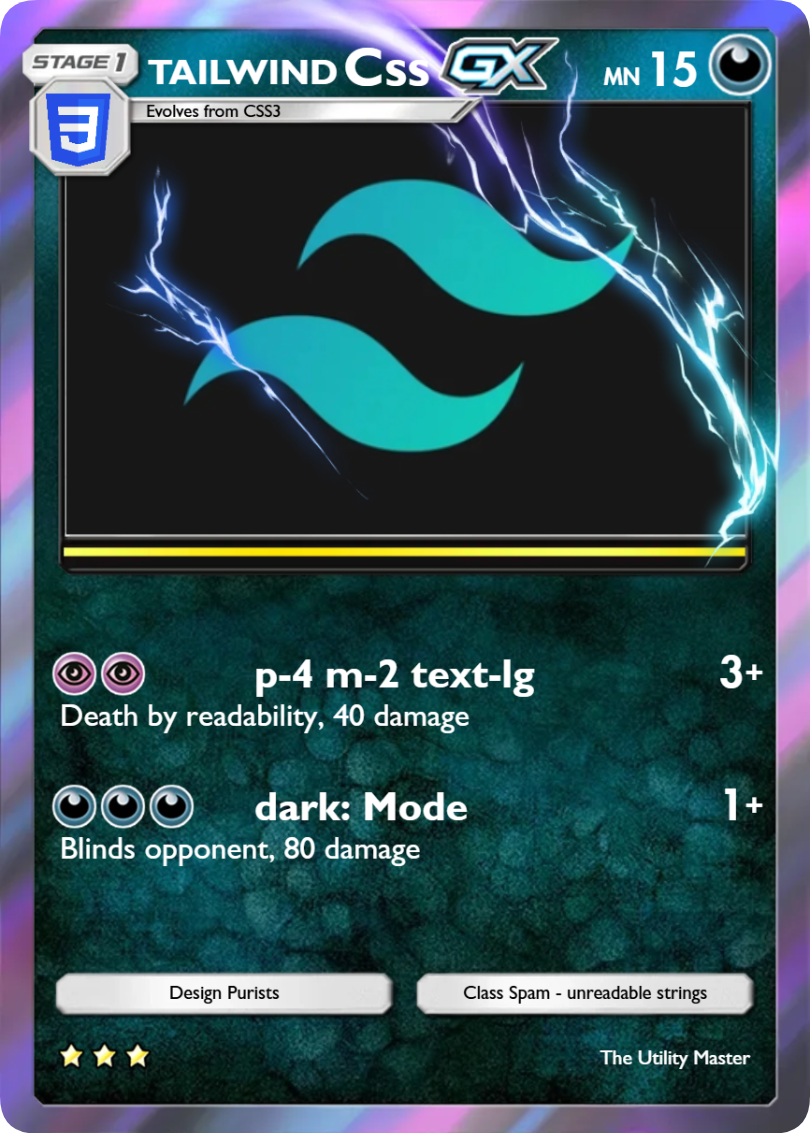 STAGE 1
TAILWIND CSS GX MN 15
Evolves from CSS3
3
p-4 m-2 text-lg 3+
Death by readability, 40 damage
dark: Mode 1+
Blinds opponent, 80 damage
Design Purists
Class Spam - unreadable strings
The Utility Master